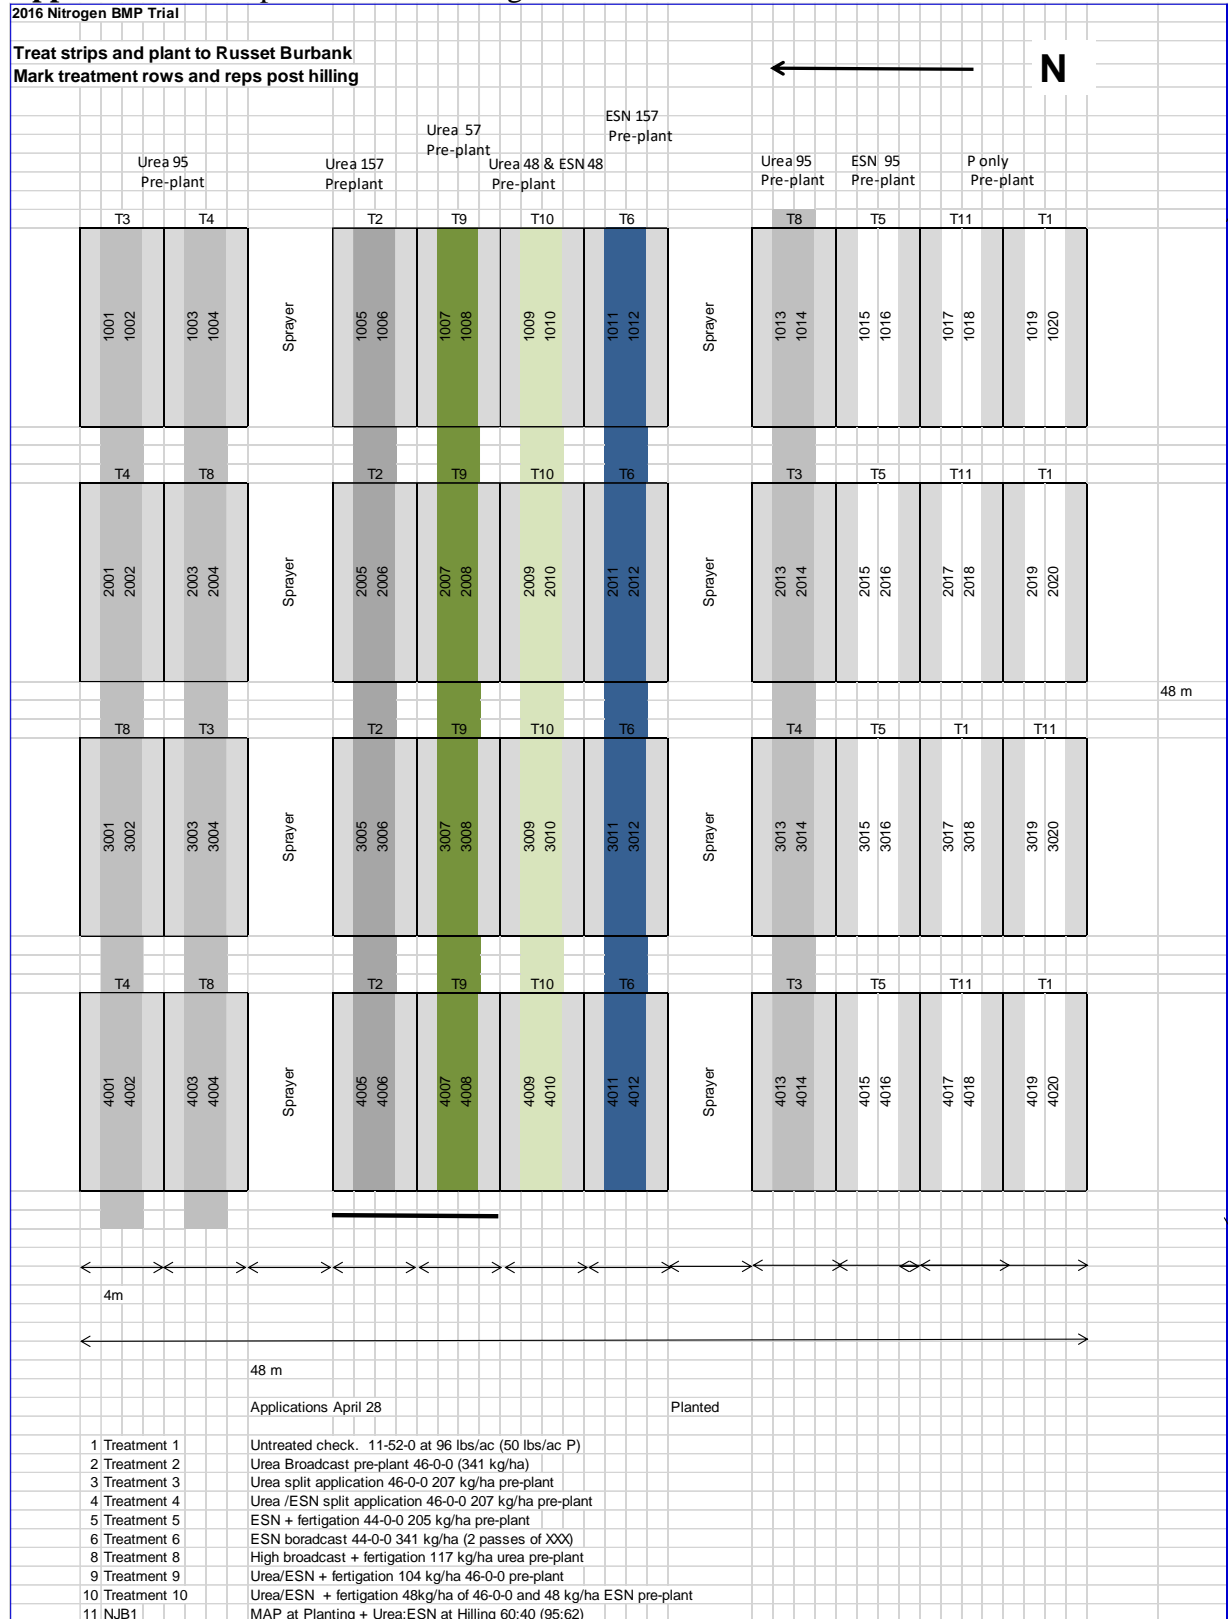 2016 Nitrogen BMP Trial
Treat strips and plant to Russet Burbank
Mark treatment rows and reps post hilling
N
ESN 157
Pre-plant
Urea 57
Pre-plant
Urea 95
Pre-plant
Urea 157
Preplant
Urea 48 & ESN 48
Pre-plant
Urea 95
Pre-plant
ESN 95
Pre-plant
P only
Pre-plant
T3 T4 T2 T9 T10 T6 T8 T5 T11 T1
1001 1002 1003 1004 Sprayer 1005 1006 1007 1008 1009 1010 1011 1012 Sprayer 1013 1014 1015 1016 1017 1018 1019 1020
T4 T8 T2 T9 T10 T6 T3 T5 T11 T1
2001 2002 2003 2004 Sprayer 2005 2006 2007 2008 2009 2010 2011 2012 Sprayer 2013 2014 2015 2016 2017 2018 2019 2020
48 m
T8 T3 T2 T9 T10 T6 T4 T5 T1 T11
3001 3002 3003 3004 Sprayer 3005 3006 3007 3008 3009 3010 3011 3012 Sprayer 3013 3014 3015 3016 3017 3018 3019 3020
T4 T8 T2 T9 T10 T6 T3 T5 T11 T1
4001 4002 4003 4004 Sprayer 4005 4006 4007 4008 4009 4010 4011 4012 Sprayer 4013 4014 4015 4016 4017 4018 4019 4020
4m
48 m
Applications April 28 Planted
1 Treatment 1 Untreated check. 11-52-0 at 96 lbs/ac (50 lbs/ac P)
2 Treatment 2 Urea Broadcast pre-plant 46-0-0 (341 kg/ha)
3 Treatment 3 Urea split application 46-0-0 207 kg/ha pre-plant
4 Treatment 4 Urea /ESN split application 46-0-0 207 kg/ha pre-plant
5 Treatment 5 ESN + fertigation 44-0-0 205 kg/ha pre-plant
6 Treatment 6 ESN boradcast 44-0-0 341 kg/ha (2 passes of XXX)
8 Treatment 8 High broadcast + fertigation 117 kg/ha urea pre-plant
9 Treatment 9 Urea/ESN + fertigation 104 kg/ha 46-0-0 pre-plant
10 Treatment 10 Urea/ESN + fertigation 48kg/ha of 46-0-0 and 48 kg/ha ESN pre-plant
11 NJB1 MAP at Planting + Urea:ESN at Hilling 60:40 (95:62)